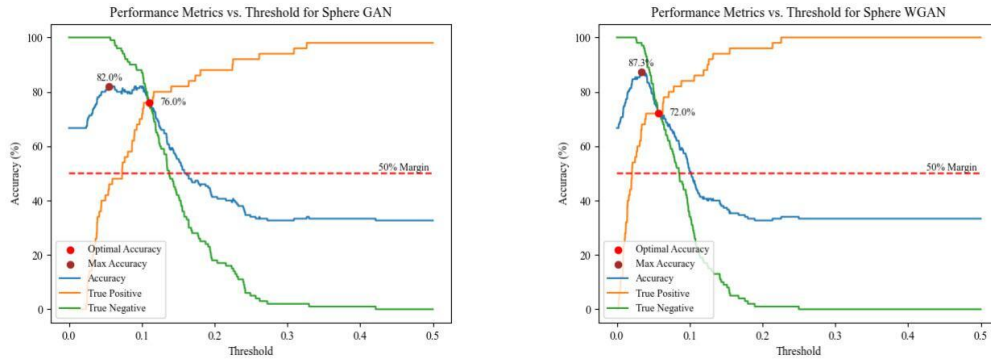 Performance Metrics vs. Threshold for Sphere GAN
100
80
60
40
20
0
Accuracy (%)
82.0%
76.0%
50% Margin
Optimal Accuracy
Max Accuracy
Accuracy
True Positive
True Negative
0.0 0.1 0.2 0.3 0.4 0.5
Threshold
Performance Metrics vs. Threshold for Sphere WGAN
100
80
60
40
20
0
Accuracy (%)
87.3%
72.0%
50% Margin
Optimal Accuracy
Max Accuracy
Accuracy
True Positive
True Negative
0.0 0.1 0.2 0.3 0.4 0.5
Threshold